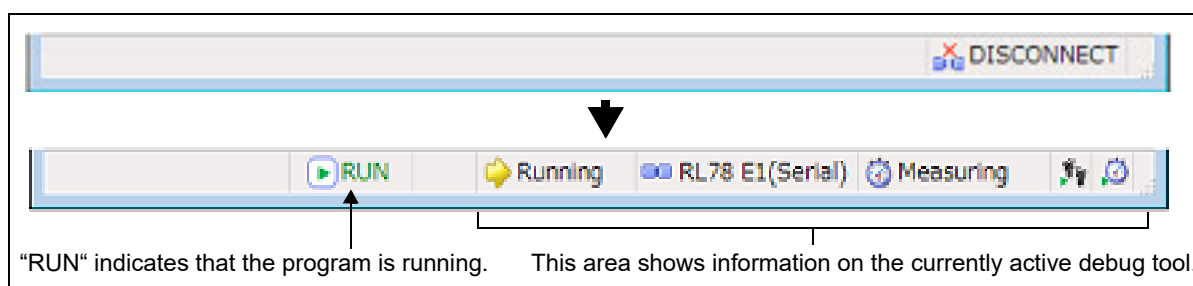 DISCONNECT
RUN Running RL78 E1(Serial) Measuring
“RUN“ indicates that the program is running. This area shows information on the currently active debug tool.